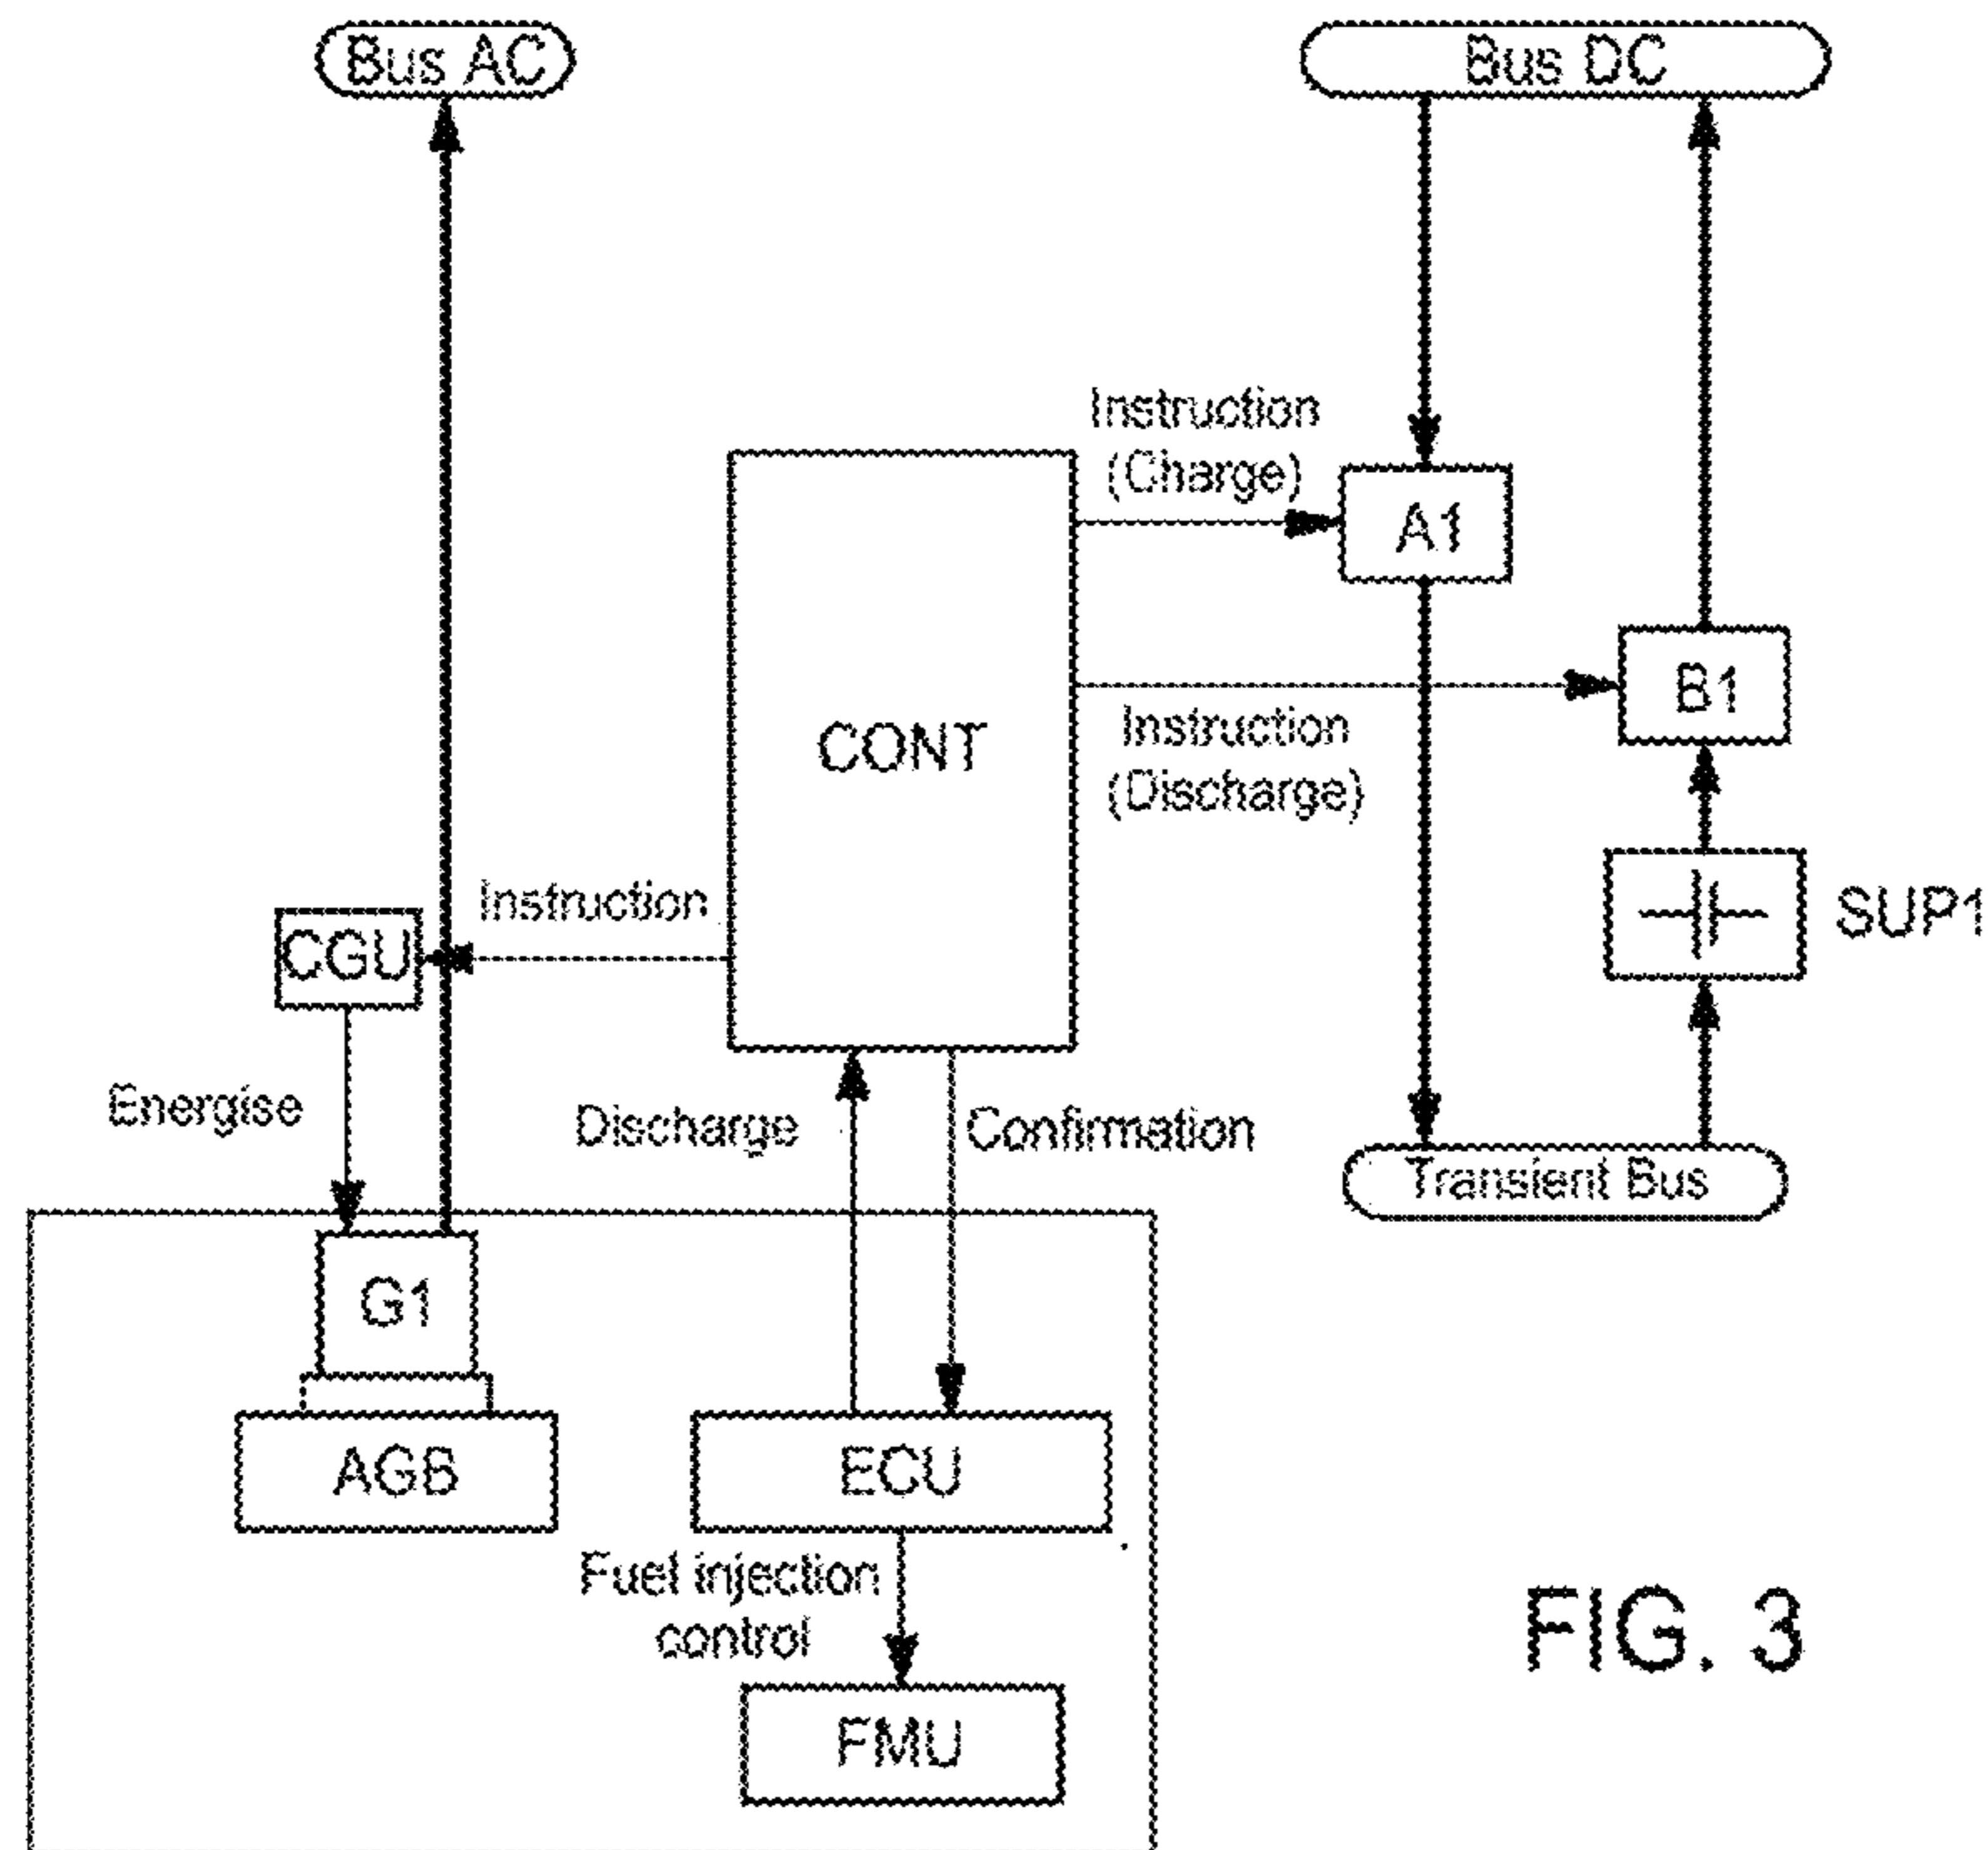 Bus AC
Bus DC
Instruction
(Charge)
A1
B1
CONT
Instruction
(Discharge)
Instruction
CGU
SUP1
Energise
Discharge
Confirmation
Transient Bus
G1
AGB
ECU
Fuel injection
control
FMU
FIG. 3